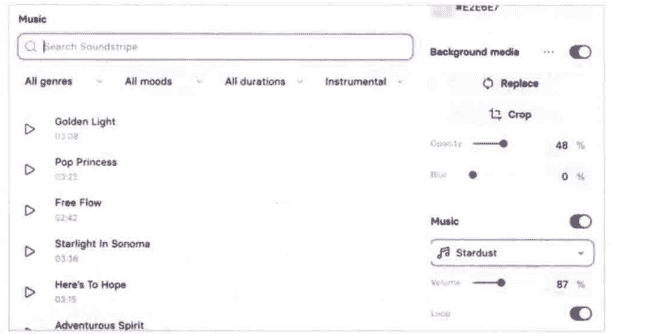 Music
Search Soundstripe
All genres All moods All durations Instrumental
Golden Light
03:08
Pop Princess
03:23
Free Flow
02:42
Starlight In Sonoma
03:36
Here's To Hope
03:15
Adventurous Spirit
#E2E6E7
Background media ...
Replace
Crop
Opacity 48 %
Blur 0 %
Music
Stardust
Volume 87 %
Loop